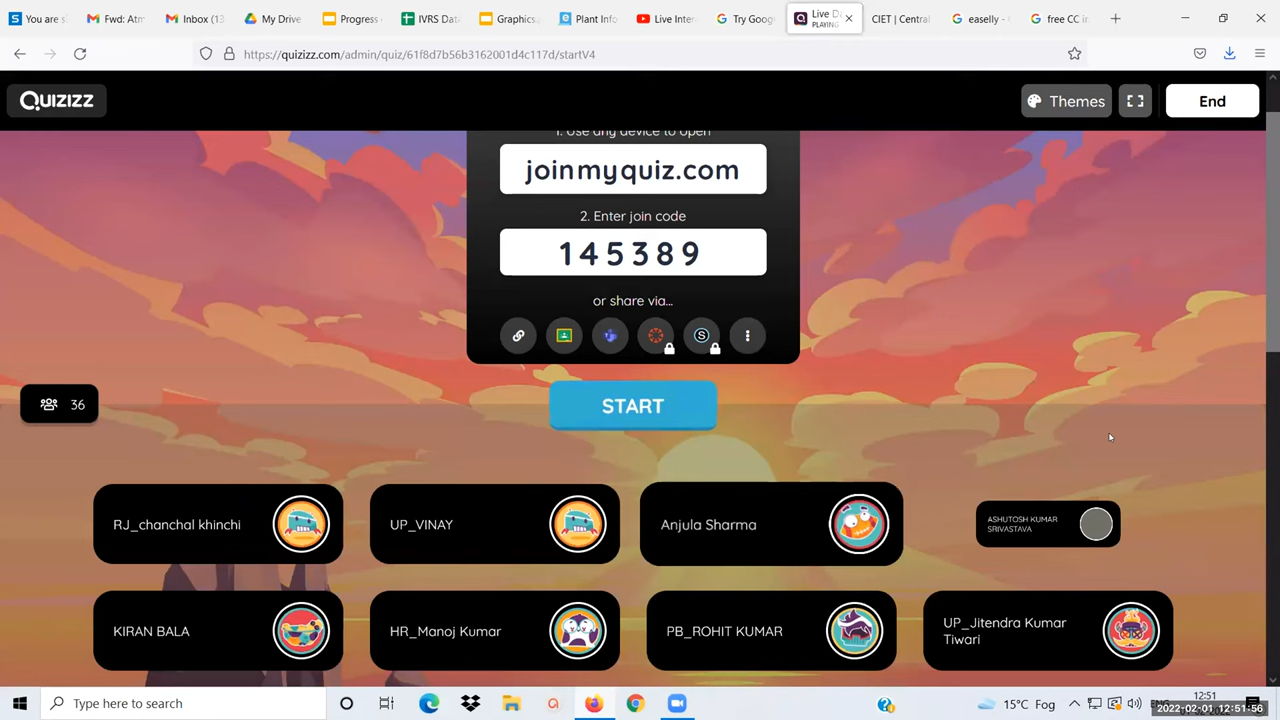 You are s
Fwd: Atm
Inbox (13
My Drive
Progress
IVRS Data
Graphics.
Plant Info
Live Inter
Try Goog
Live D
PLAYING
CIET | Central
easelly -
free CC in
https://quizizz.com/admin/quiz/61f8d7b56b3162001d4c117d/startV4
QUIZIZZ
Themes
End
1. Use any device to open
joinmyquiz.com
2. Enter join code
145389
or share via...
START
36
RJ_chanchal khinchi
UP_VINAY
Anjula Sharma
ASHUTOSH KUMAR
SRIVASTAVA
KIRAN BALA
HR_Manoj Kumar
PB_ROHIT KUMAR
UP_Jitendra Kumar
Tiwari
Type here to search
15°C Fog
ENG
12:51
2022-02-01 12:51:56